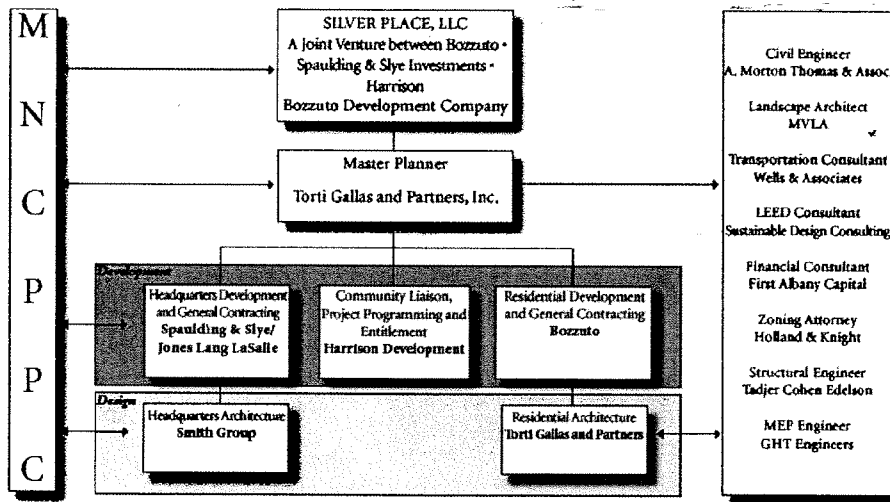 M
N
C
P
P
C
SILVER PLACE, LLC
A Joint Venture between Bozzuto -
Spaulding & Slye Investments -
Harrison
Bozzuto Development Company
Master Planner
Torti Gallas and Partners, Inc.
Development
Headquarters Development
and General Contracting
Spaulding & Slye/
Jones Lang LaSalle
Community Liaison,
Project Programming and
Entitlement
Harrison Development
Residential Development
and General Contracting
Bozzuto
Design
Headquarters Architecture
Smith Group
Residential Architecture
Torti Gallas and Partners
Civil Engineer
A. Morton Thomas & Assoc
Landscape Architect
MVLA
Transportation Consultant
Wells & Associates
LEED Consultant
Sustainable Design Consulting
Financial Consultant
First Albany Capital
Zoning Attorney
Holland & Knight
Structural Engineer
Tadjer Cohen Edelson
MEP Engineer
GHT Engineers